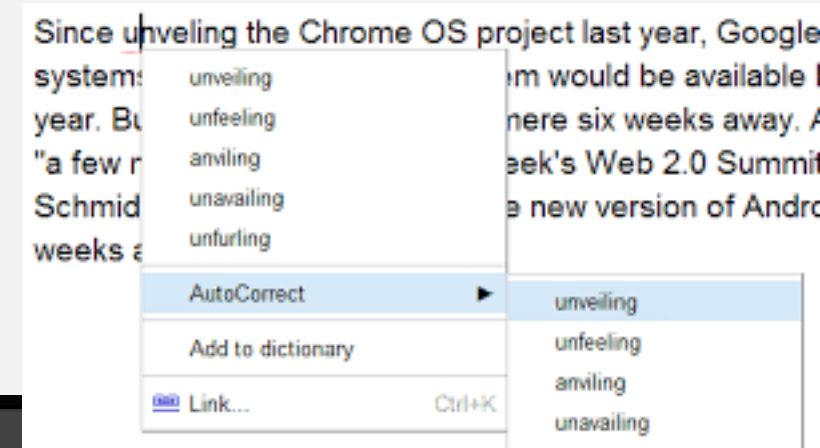 Since unveling the Chrome OS project last year, Google
systems em would be available
year. Bu mere six weeks away. A
"a few eek's Web 2.0 Summit
Schmid e new version of Andro
weeks a
unveiling
unfeeling
anviling
unavailing
unfurling
AutoCorrect ▶
Add to dictionary
Link... Ctrl+K
unveiling
unfeeling
anviling
unavailing